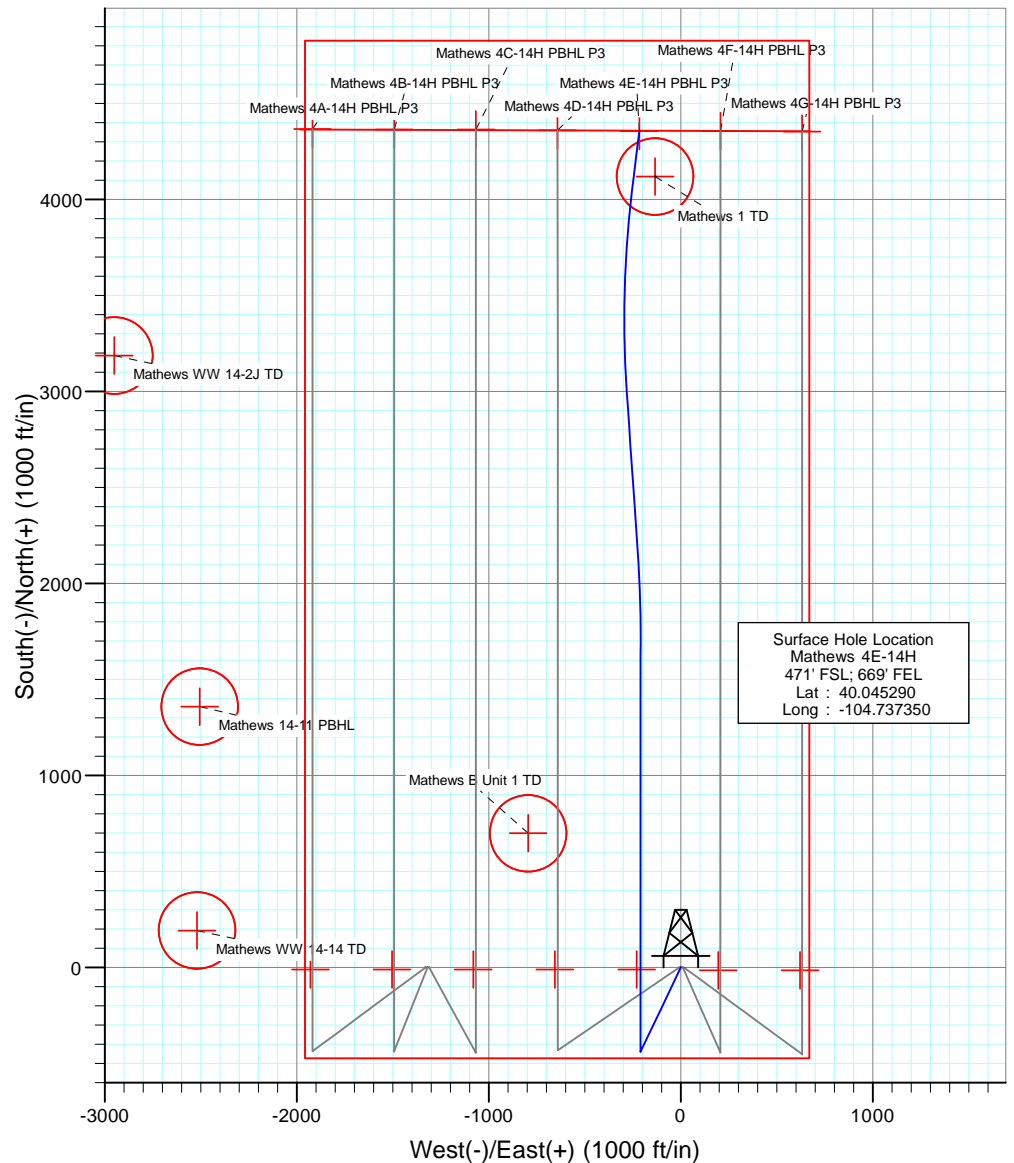 Mathews 4C-14H PBHL P3
Mathews 4F-14H PBHL P3
Mathews 4B-14H PBHL P3
Mathews 4E-14H PBHL P3
Mathews 4A-14H PBHL P3
Mathews 4D-14H PBHL P3
Mathews 4G-14H PBHL P3
4000
Mathews 1 TD
Mathews WW 14-2J TD
3000
South(-)/North(+) (1000 ft/in)
2000
Surface Hole Location
Mathews 4E-14H
471' FSL; 669' FEL
Lat : 40.045290
Long : -104.737350
Mathews 14-11 PBHL
1000
Mathews B Unit 1 TD
Mathews WW 14-14 TD
0
-3000
-2000
-1000
0
1000
West(-)/East(+) (1000 ft/in)